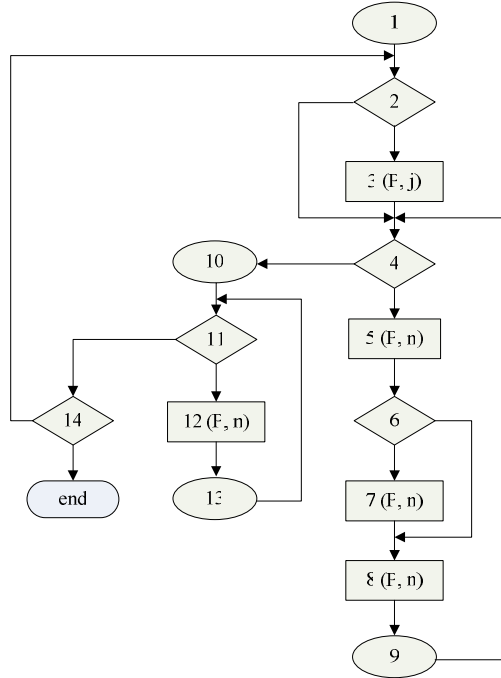 1
2
3 (F, j)
4
10
11
5 (F, n)
14
12 (F, n)
6
end
13
7 (F, n)
8 (F, n)
9